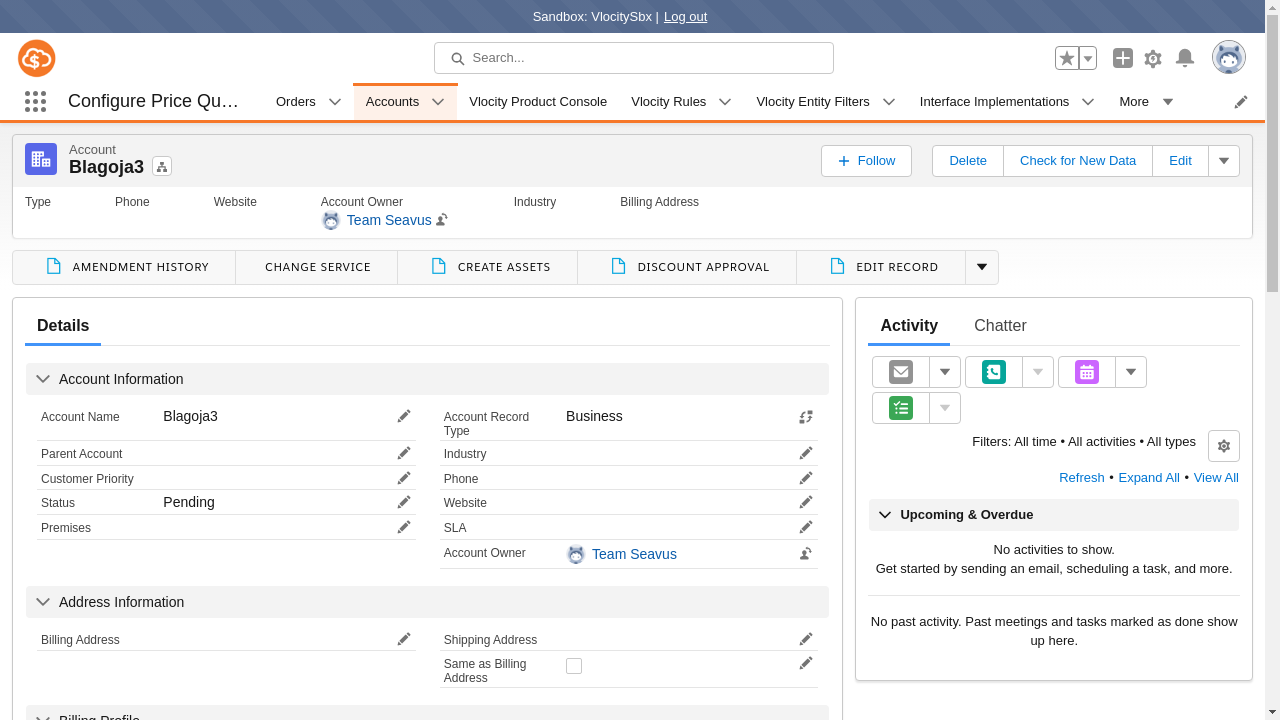 Sandbox: VlocitySbx | Log out
Search...
Configure Price Qu...
Orders
Accounts
Vlocity Product Console
Vlocity Rules
Vlocity Entity Filters
Interface Implementations
More
Account
Blagoja3
Follow
Delete
Check for New Data
Edit
Type
Phone
Website
Account Owner
Industry
Billing Address
Team Seavus
AMENDMENT HISTORY
CHANGE SERVICE
CREATE ASSETS
DISCOUNT APPROVAL
EDIT RECORD
Details
Account Information
Account Name
Blagoja3
Account Record
Type
Business
Parent Account
Industry
Customer Priority
Phone
Status
Pending
Website
Premises
SLA
Account Owner
Team Seavus
Address Information
Billing Address
Shipping Address
Same as Billing
Address
Billing Profile
Activity
Chatter
Filters: All time • All activities • All types
Refresh • Expand All • View All
Upcoming & Overdue
No activities to show.
Get started by sending an email, scheduling a task, and more.
No past activity. Past meetings and tasks marked as done show
up here.